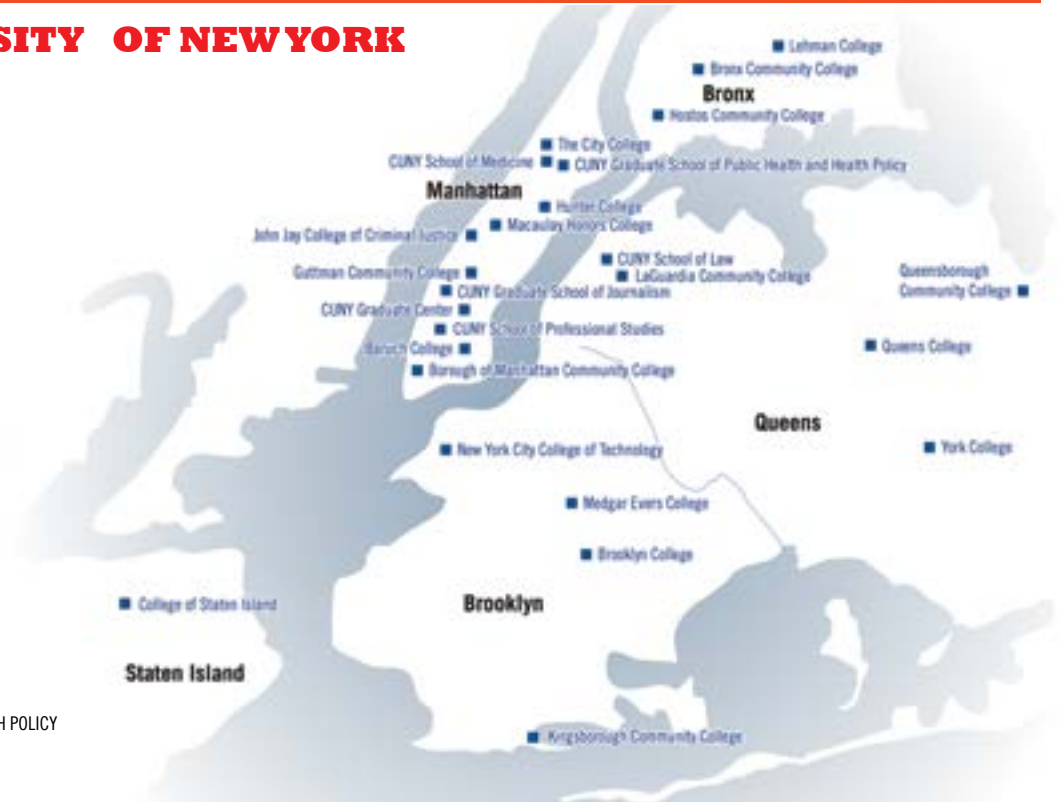 SITY OF NEW YORK
Lehman College
Bronx Community College
Bronx
Hostos Community College
The City College
CUNY School of Medicine
CUNY Graduate School of Public Health and Health Policy
Manhattan
Hunter College
Macaulay Honors College
John Jay College of Criminal Justice
CUNY School of Law
Guttman Community College
LaGuardia Community College
Queensborough
Community College
CUNY Graduate School of Journalism
CUNY Graduate Center
CUNY School of Professional Studies
Baruch College
Queens College
Borough of Manhattan Community College
Queens
New York City College of Technology
York College
Medgar Evers College
Brooklyn College
College of Staten Island
Brooklyn
Staten Island
H POLICY
Kingsborough Community College